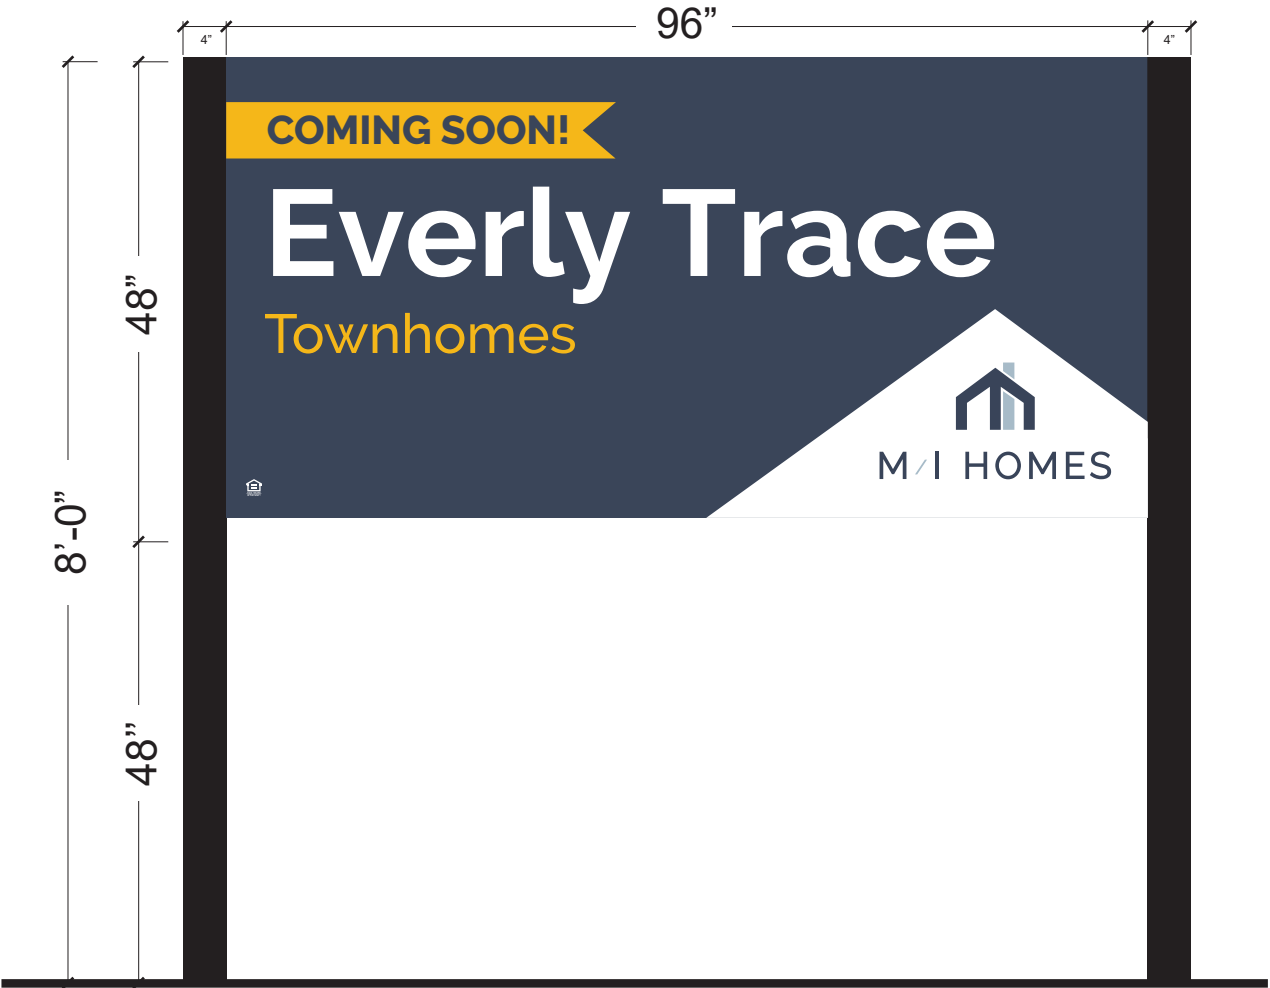 96”
4”
4”
COMING SOON!
Everly Trace
48”
Townhomes
M/I HOMES
8’-0”
48”